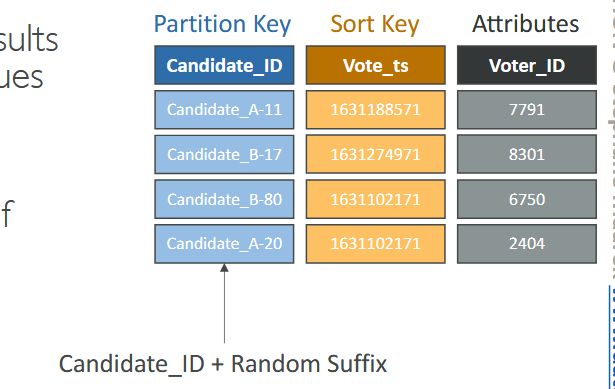 sults
ues
f
Partition Key Sort Key Attributes
Candidate_ID Vote_ts Voter_ID
Candidate_A-11 1631188571 7791
Candidate_B-17 1631274971 8301
Candidate_B-80 1631102171 6750
Candidate_A-20 1631102171 2404
Candidate_ID + Random Suffix